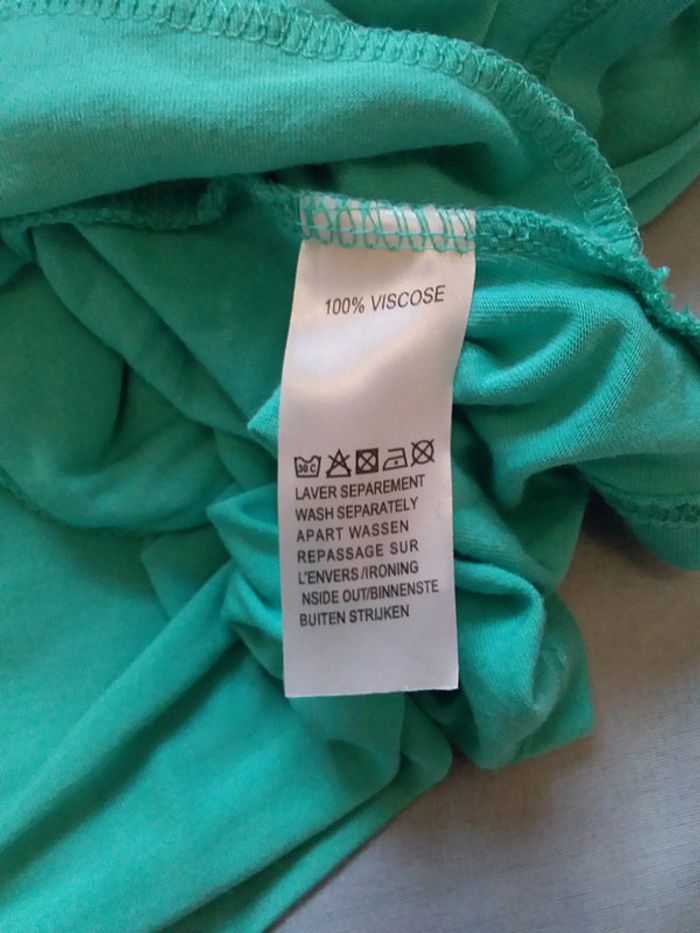 100% VISCOSE
30 C
LAVER SEPAREMENT
WASH SEPARATELY
APART WASSEN
REPASSAGE SUR
L'ENVERS/IRONING
NSIDE OUT/BINNENSTE
BUITEN STRIJKEN